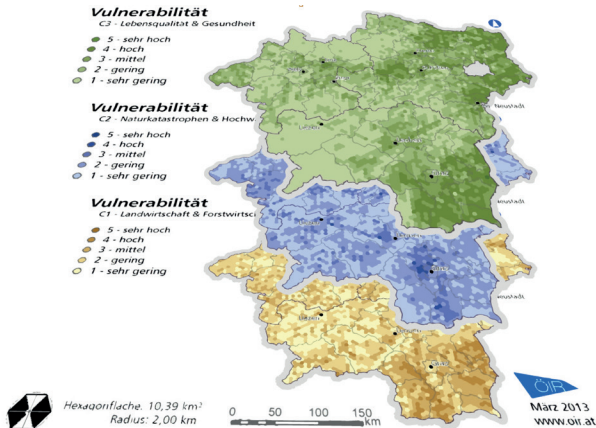 Vulnerabilität
C3 - Lebensqualität & Gesundheit
5 - sehr hoch
4 - hoch
3 - mittel
2 - gering
1 - sehr gering
Vulnerabilität
C2 - Naturkatastrophen & Hochw.
5 - sehr hoch
4 - hoch
3 - mittel
2 - gering
1 - sehr gering
Vulnerabilität
C1 - Landwirtschaft & Forstwirtsc
5 - sehr hoch
4 - hoch
3 - mittel
2 - gering
1 - sehr gering
Neustadt
Hexagonfläche: 10,39 km²
Radius: 2,00 km
0 50 100 150
km
ÖIR
März 2013
www.oir.at